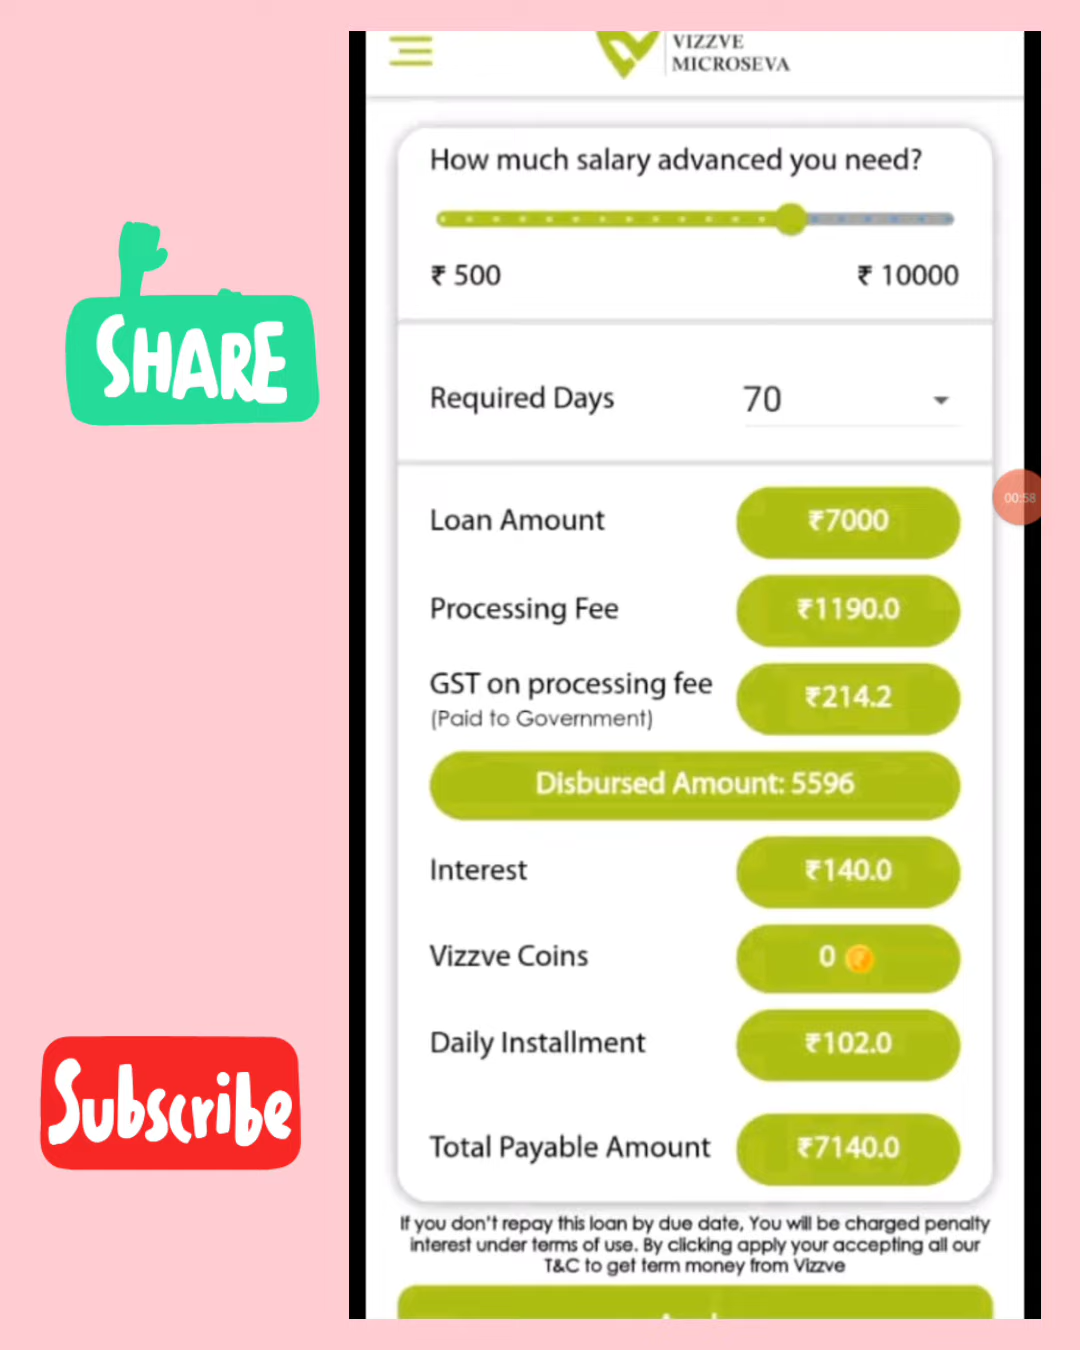 VIZZVE
MICROSEVA
How much salary advanced you need?
₹ 500
₹ 10000
SHARE
Required Days
70
00:58
Loan Amount
₹7000
Processing Fee
₹1190.0
GST on processing fee
(Paid to Government)
₹214.2
Disbursed Amount: 5596
Interest
₹140.0
Vizzve Coins
0
Daily Installment
₹102.0
Subscribe
Total Payable Amount
₹7140.0
If you don't repay this loan by due date, You will be charged penalty
interest under terms of use. By clicking apply your accepting all our
T&C to get term money from Vizzve